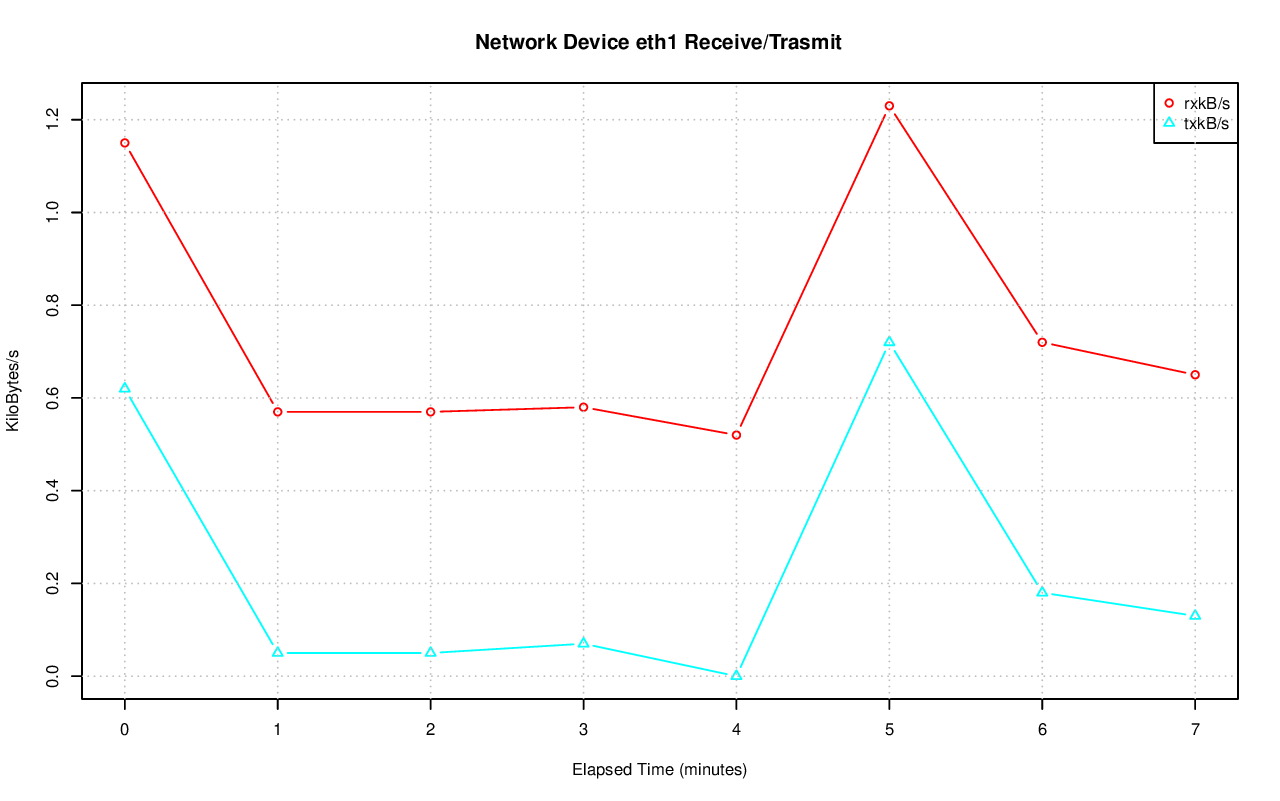 Network Device eth1 Receive/Trasmit
rxkB/s
txkB/s
KiloBytes/s
1.2
1.0
0.8
0.6
0.4
0.2
0.0
0 1 2 3 4 5 6 7
Elapsed Time (minutes)